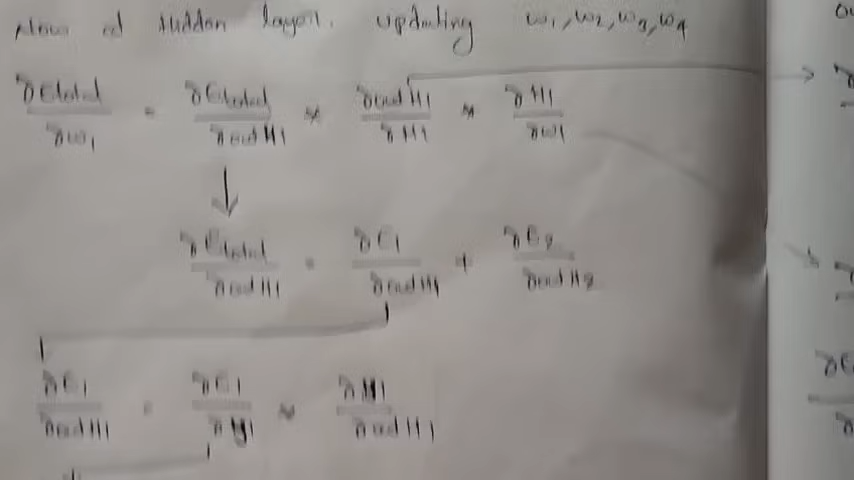 Now at Hidden layer. updating w1, w2, w3, w4
∂Etotal/∂w1 = ∂Etotal/∂outH1 * ∂outH1/∂H1 * ∂H1/∂w1
∂Etotal/∂outH1 = ∂E1/∂outH1 + ∂E2/∂outH2
∂E1/∂outH1 = ∂E1/∂y1 * ∂y1/∂outH1